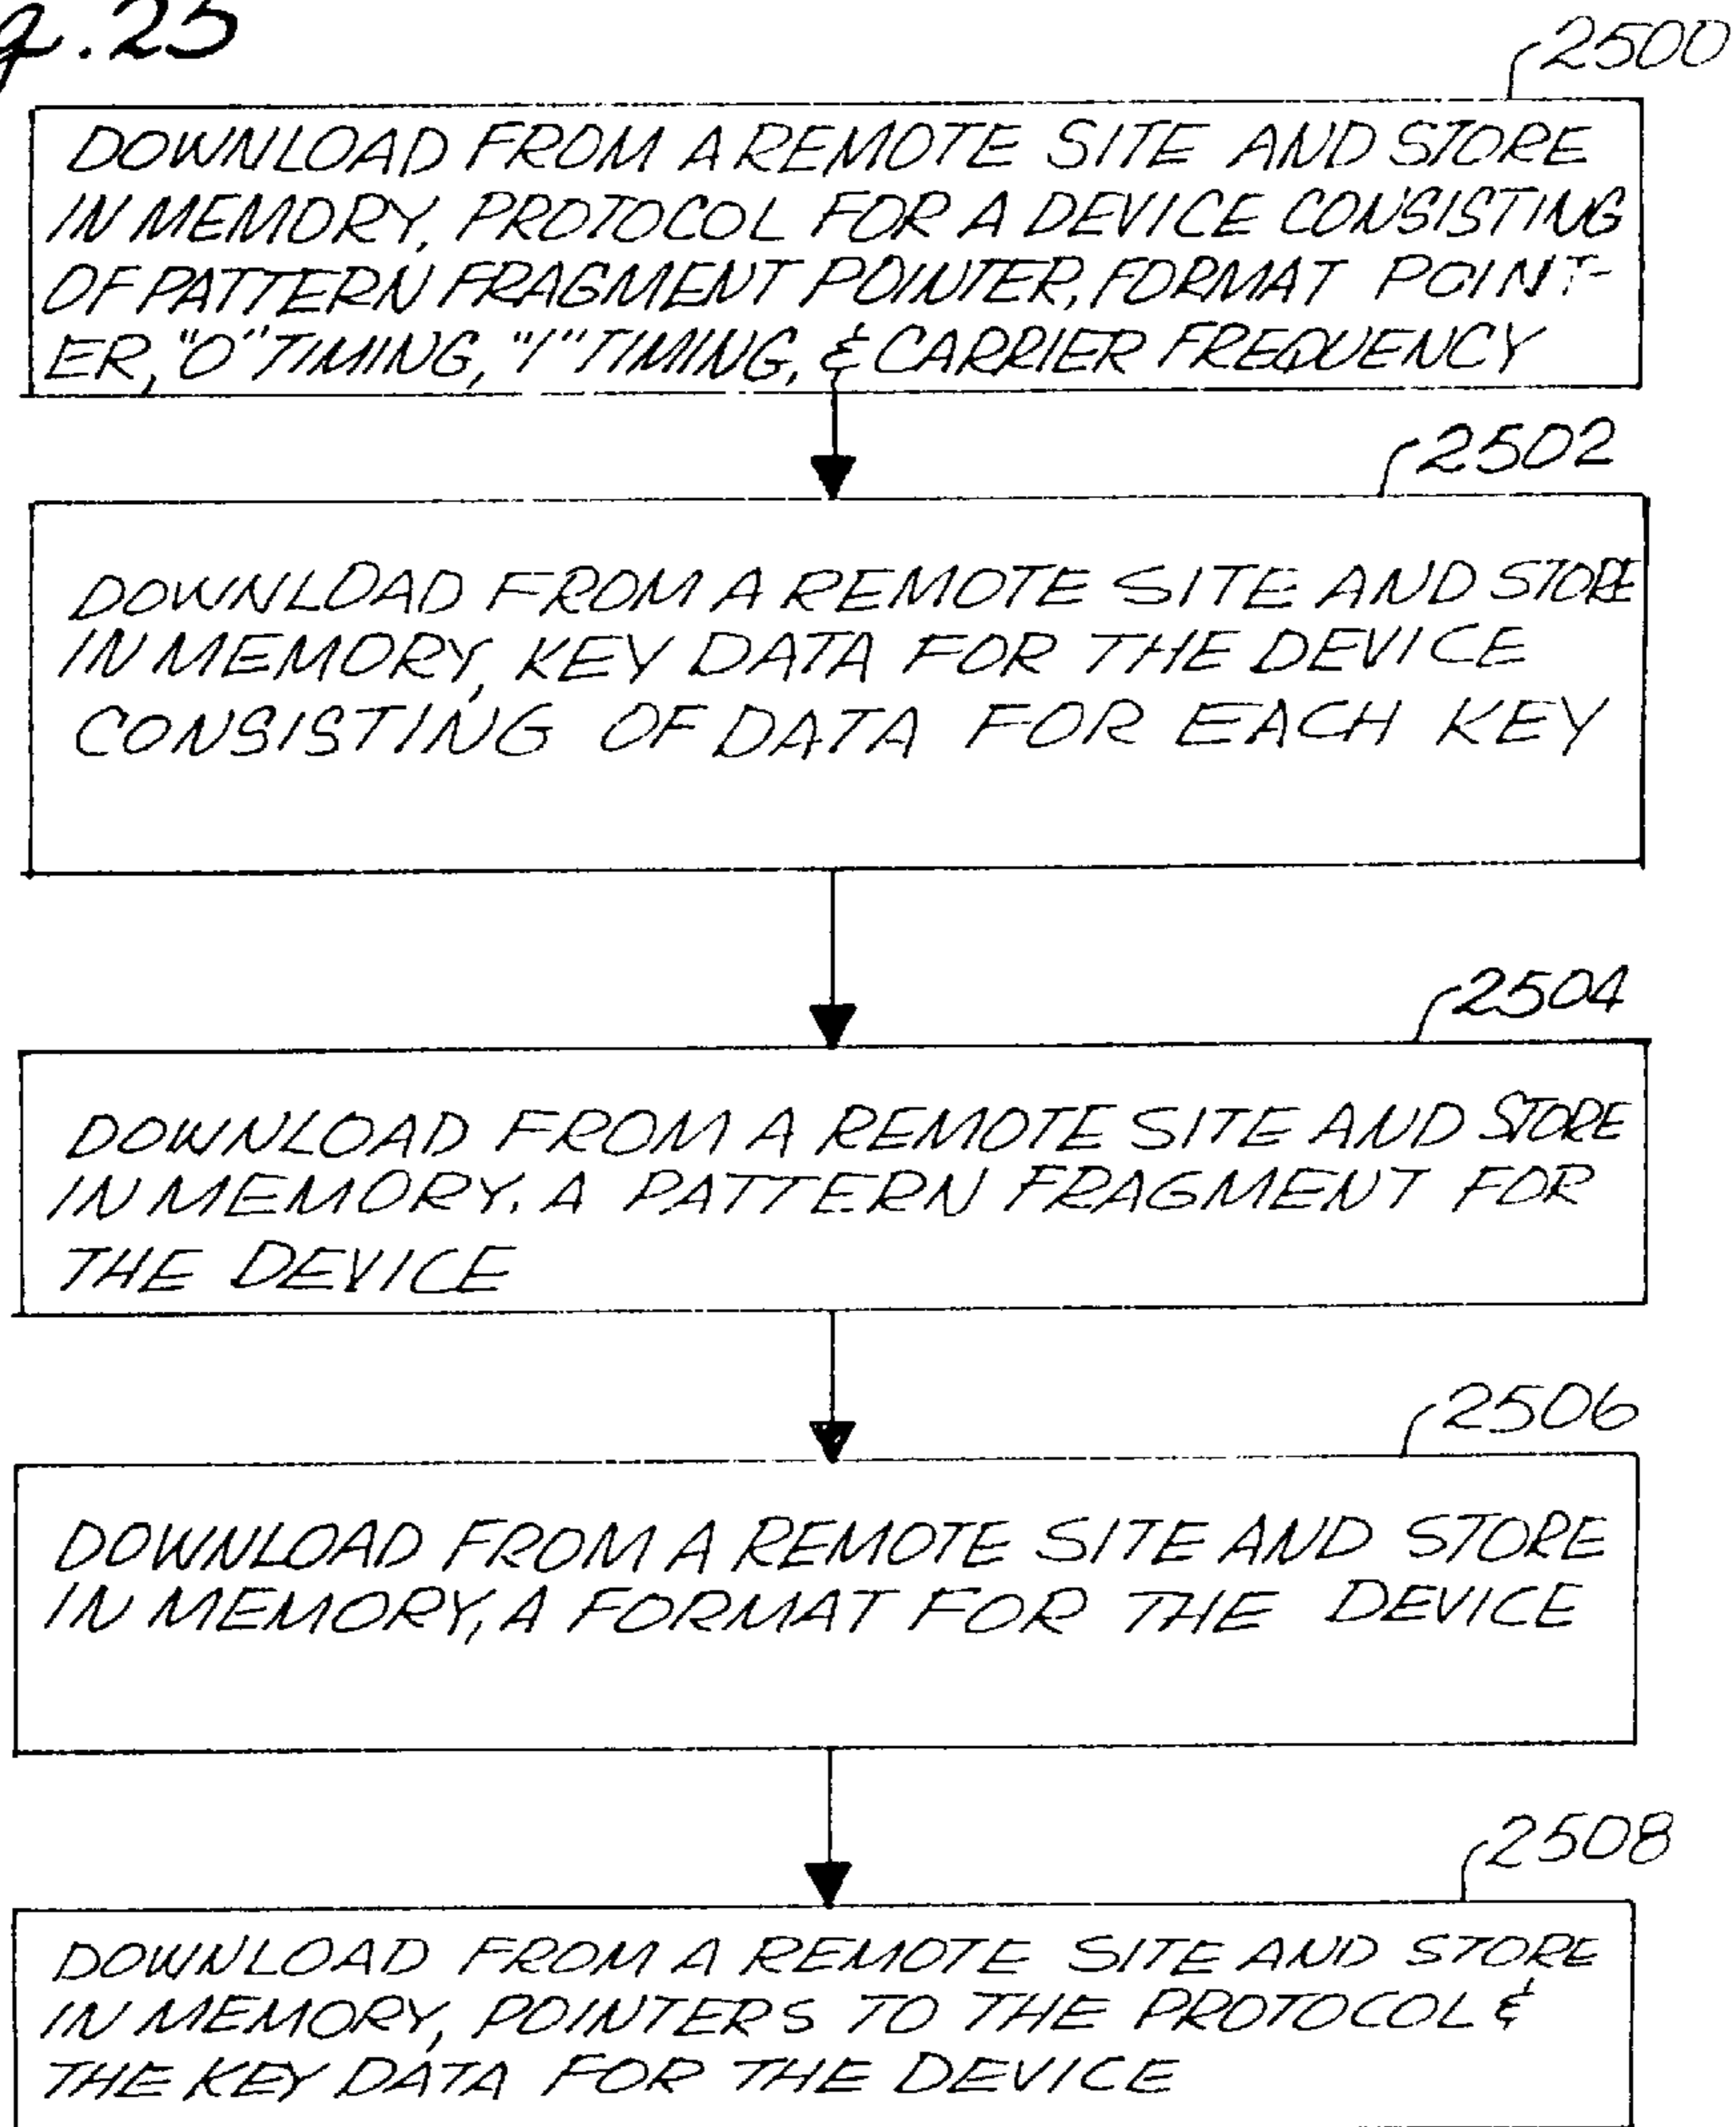 g. 25
2500
DOWNLOAD FROM A REMOTE SITE AND STORE
IN MEMORY, PROTOCOL FOR A DEVICE CONSISTING
OF PATTERN FRAGMENT POINTER, FORMAT POINT-
ER, "0" TIMING, "1" TIMING, & CARRIER FREQUENCY
2502
DOWNLOAD FROM A REMOTE SITE AND STORE
IN MEMORY, KEY DATA FOR THE DEVICE
CONSISTING OF DATA FOR EACH KEY
2504
DOWNLOAD FROM A REMOTE SITE AND STORE
IN MEMORY. A PATTERN FRAGMENT FOR
THE DEVICE
2506
DOWNLOAD FROM A REMOTE SITE AND STORE
IN MEMORY, A FORMAT FOR THE DEVICE
2508
DOWNLOAD FROM A REMOTE SITE AND STORE
IN MEMORY, POINTERS TO THE PROTOCOL &
THE KEY DATA FOR THE DEVICE